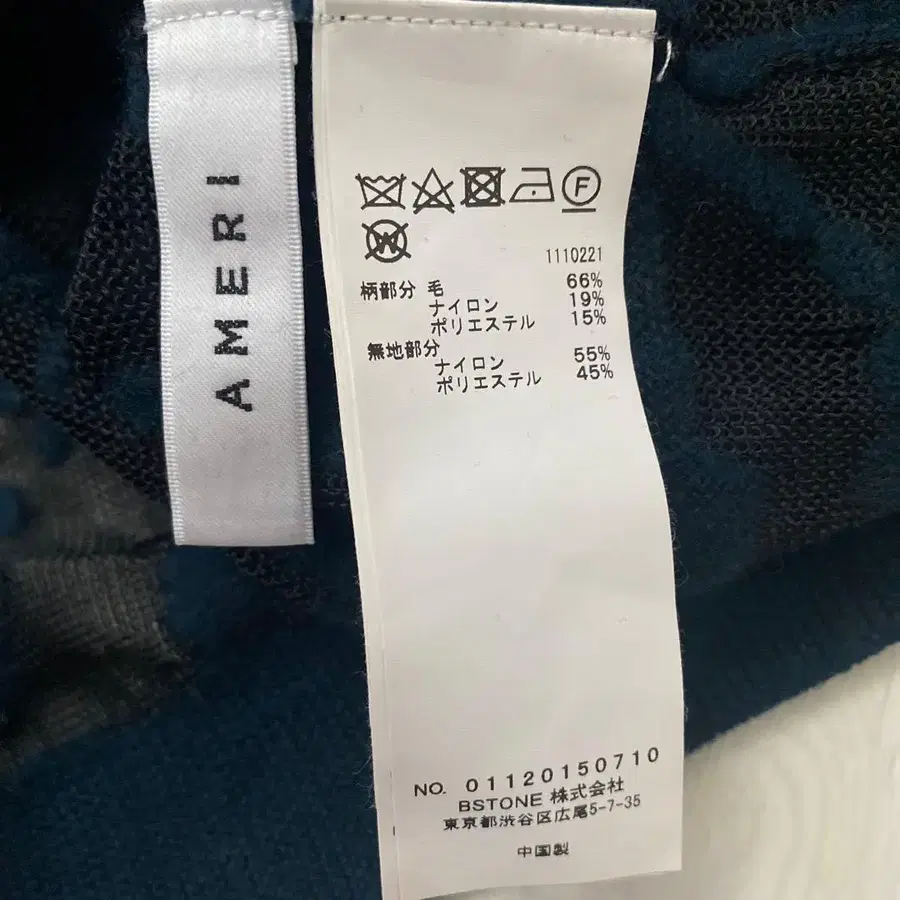 AMERI
F
W
1110221
柄部分 毛 66%
ナイロン 19%
ポリエステル 15%
無地部分
ナイロン 55%
ポリエステル 45%
NO. 01120150710
BSTONE 株式会社
東京都渋谷区広尾5-7-35
中国製